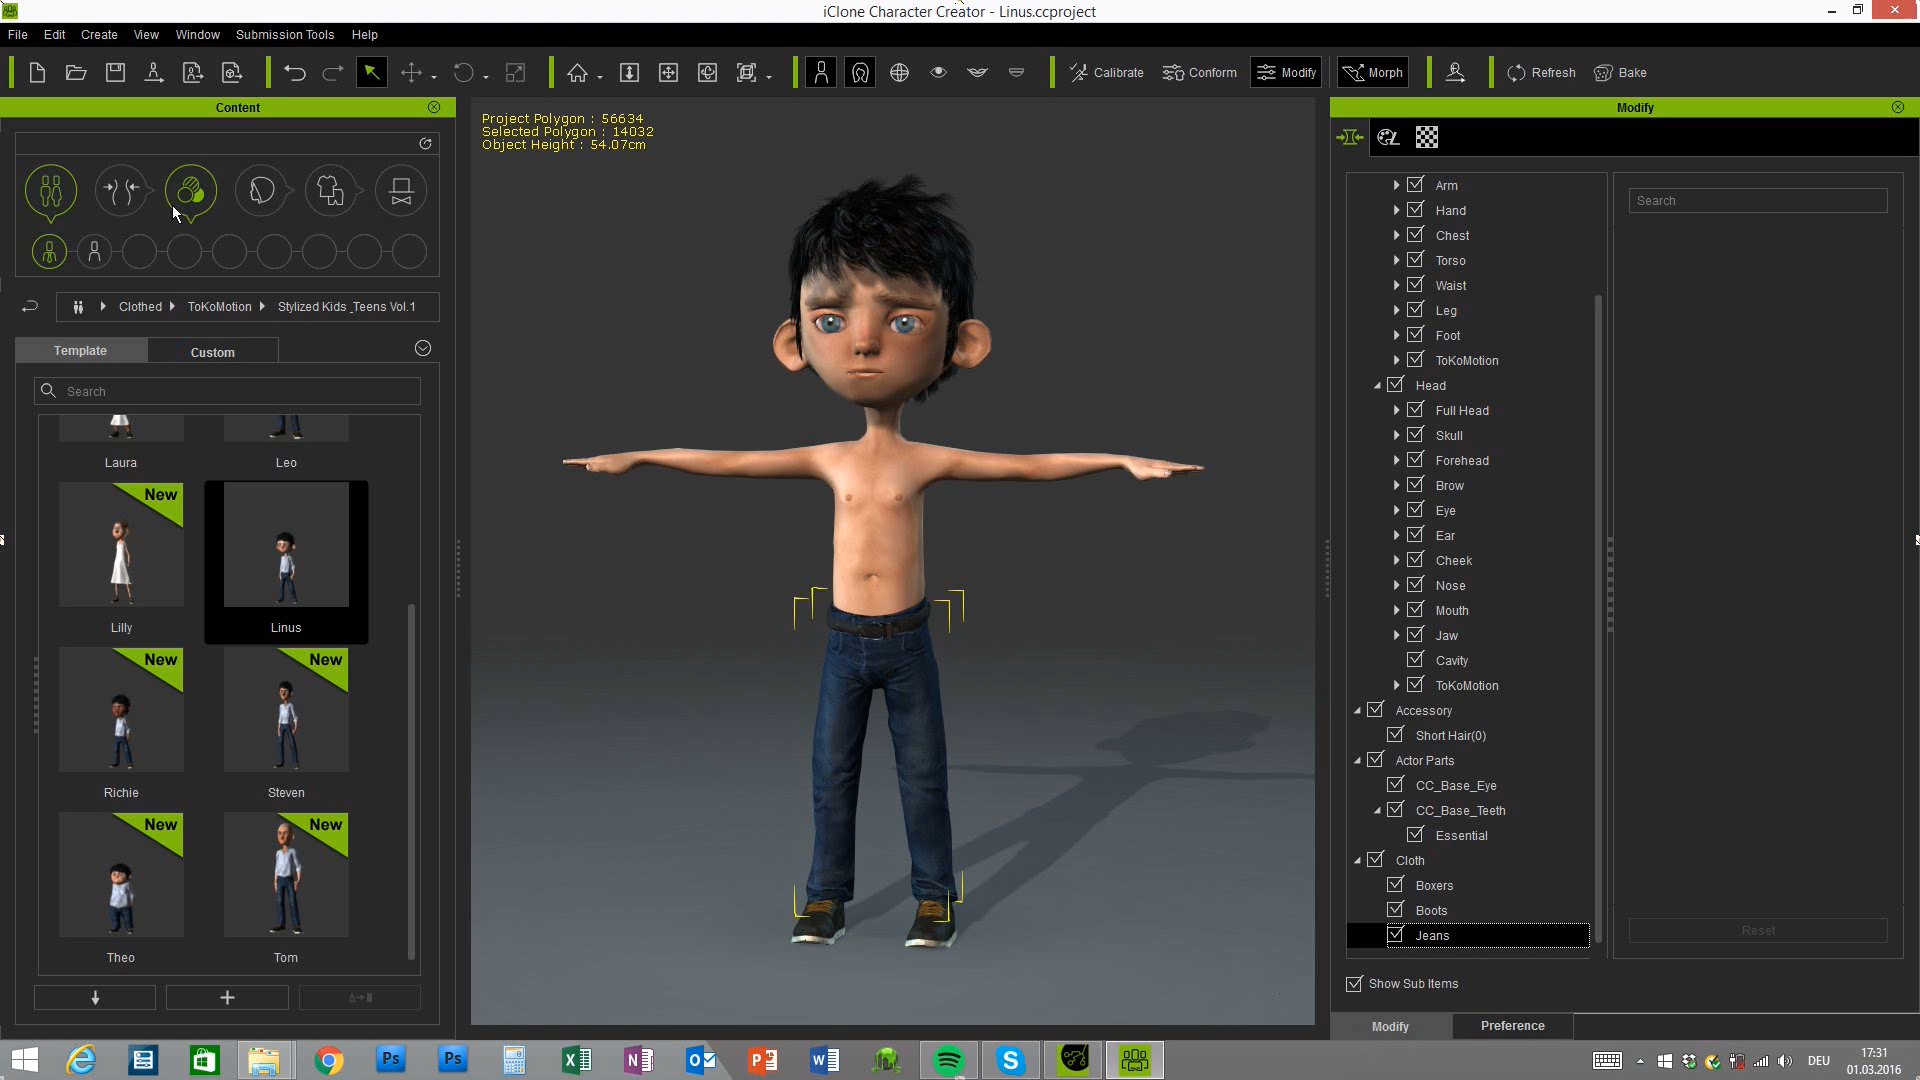 iClone Character Creator - Linus.ccproject
File Edit Create View Window Submission Tools Help
Calibrate Conform Modify Morph Refresh Bake
Content
Clothed ToKoMotion Stylized Kids _Teens Vol.1
Template Custom
Search
Laura Leo
New
Lilly Linus
New New
Richie Steven
New New
Theo Tom
Project Polygon : 56634
Selected Polygon : 14032
Object Height : 54.07cm
Modify
Arm
Hand
Chest
Torso
Waist
Leg
Foot
ToKoMotion
Head
Full Head
Skull
Forehead
Brow
Eye
Ear
Cheek
Nose
Mouth
Jaw
Cavity
ToKoMotion
Accessory
Short Hair(0)
Actor Parts
CC_Base_Eye
CC_Base_Teeth
Essential
Cloth
Boxers
Boots
Jeans
Show Sub Items
Search
Reset
Modify Preference
Ps Ps
DEU
17:31
01.03.2016